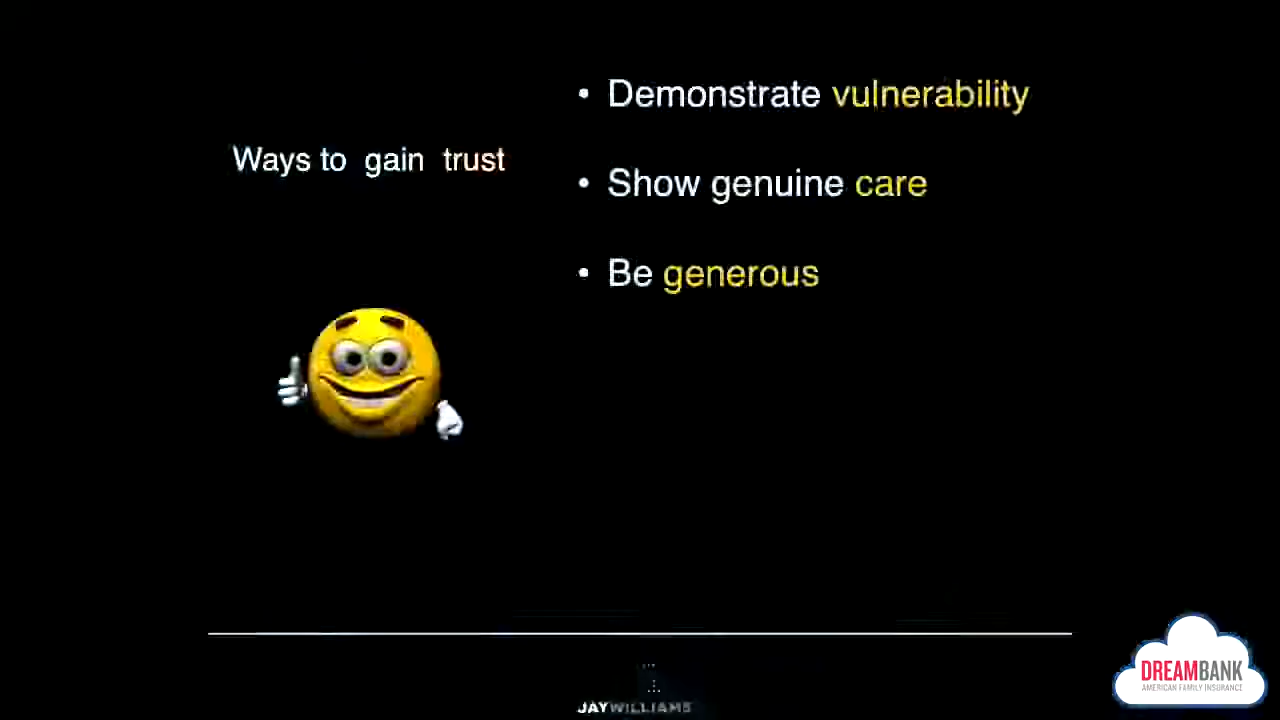 Ways to gain trust
• Demonstrate vulnerability
• Show genuine care
• Be generous
JAYWILLIAMS
DREAMBANK
AMERICAN FAMILY INSURANCE